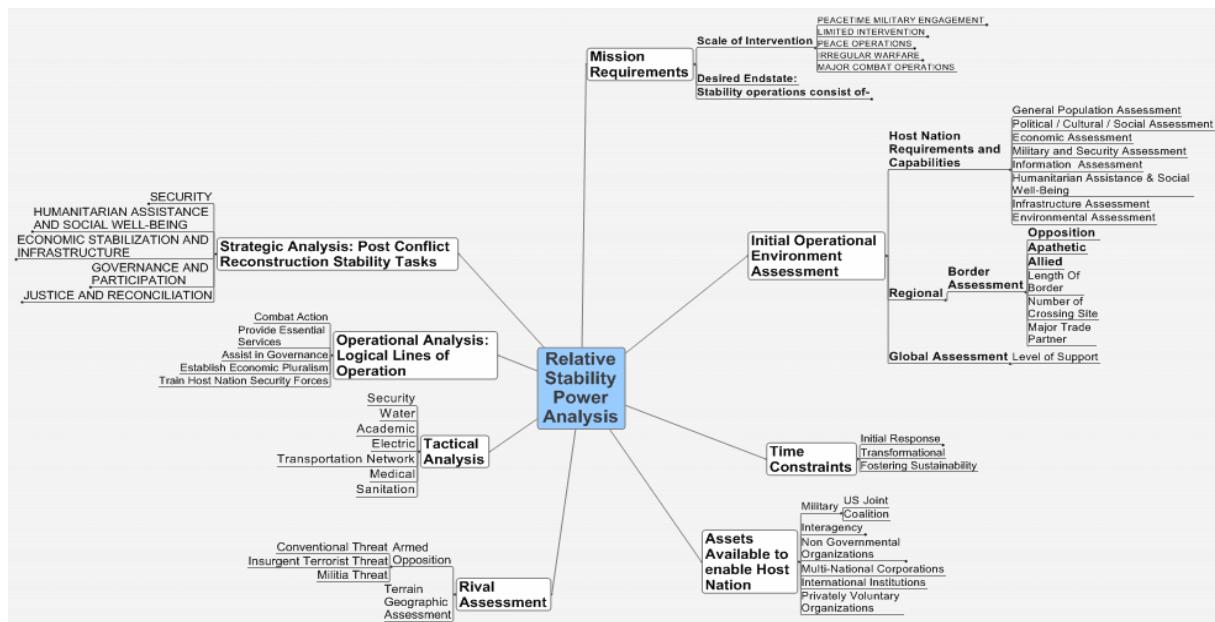 PEACETIME MILITARY ENGAGEMENT
LIMITED INTERVENTION
Scale of Intervention
PEACE OPERATIONS
IRREGULAR WARFARE
MAJOR COMBAT OPERATIONS
Mission
Requirements
Desired Endstate:
Stability operations consist of-
General Population Assessment
Political / Cultural / Social Assessment
Host Nation
Requirements and
Capabilities
Economic Assessment
Military and Security Assessment
Information Assessment
Humanitarian Assistance & Social
Well-Being
Infrastructure Assessment
Environmental Assessment
Initial Operational
Environment
Assessment
Opposition
Apathetic
Allied
Regional
Border
Assessment
Length Of
Border
Number of
Crossing Site
Major Trade
Partner
Global Assessment
Level of Support
SECURITY
HUMANITARIAN ASSISTANCE
AND SOCIAL WELL-BEING
ECONOMIC STABILIZATION AND
INFRASTRUCTURE
GOVERNANCE AND
PARTICIPATION
JUSTICE AND RECONCILIATION
Strategic Analysis: Post Conflict
Reconstruction Stability Tasks
Combat Action
Provide Essential
Services
Assist in Governance
Establish Economic Pluralism
Train Host Nation Security Forces
Operational Analysis:
Logical Lines of
Operation
Relative
Stability
Power
Analysis
Security
Water
Academic
Electric
Transportation Network
Medical
Sanitation
Tactical
Analysis
Time
Constraints
Initial Response
Transformational
Fostering Sustainability
Assets
Available to
enable Host
Nation
Military
US Joint
Coalition
Interagency
Non Governmental
Organizations
Multi-National Corporations
International Institutions
Privately Voluntary
Organizations
Conventional Threat
Insurgent Terrorist Threat
Militia Threat
Armed
Opposition
Terrain
Geographic
Assessment
Rival
Assessment